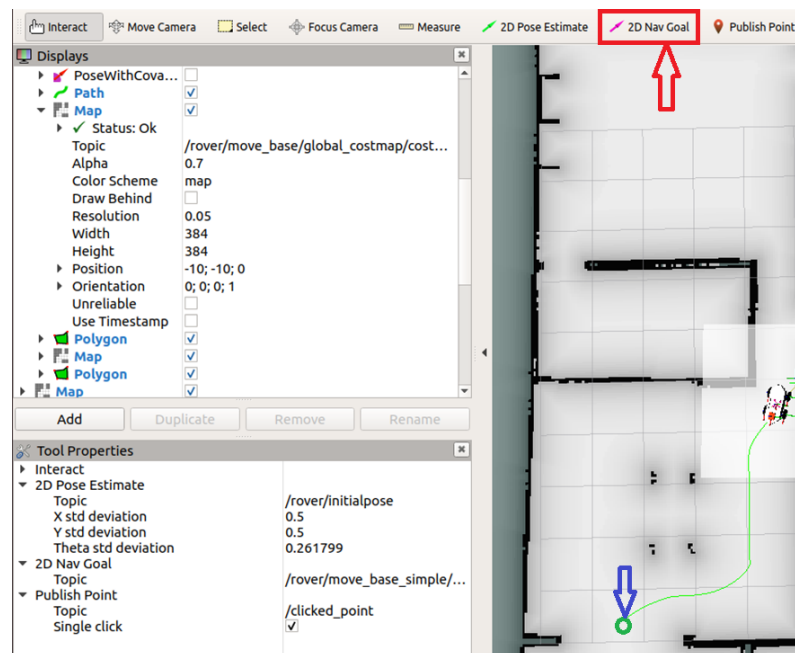 Interact Move Camera Select Focus Camera Measure 2D Pose Estimate 2D Nav Goal Publish Point
Displays
PoseWithCova...
Path
Map
Status: Ok
Topic /rover/move_base/global_costmap/cost...
Alpha 0.7
Color Scheme map
Draw Behind
Resolution 0.05
Width 384
Height 384
Position -10; -10; 0
Orientation 0; 0; 0; 1
Unreliable
Use Timestamp
Polygon
Map
Polygon
Map
Add Duplicate Remove Rename
Tool Properties
Interact
2D Pose Estimate
Topic /rover/initialpose
X std deviation 0.5
Y std deviation 0.5
Theta std deviation 0.261799
2D Nav Goal
Topic /rover/move_base_simple/...
Publish Point
Topic /clicked_point
Single click